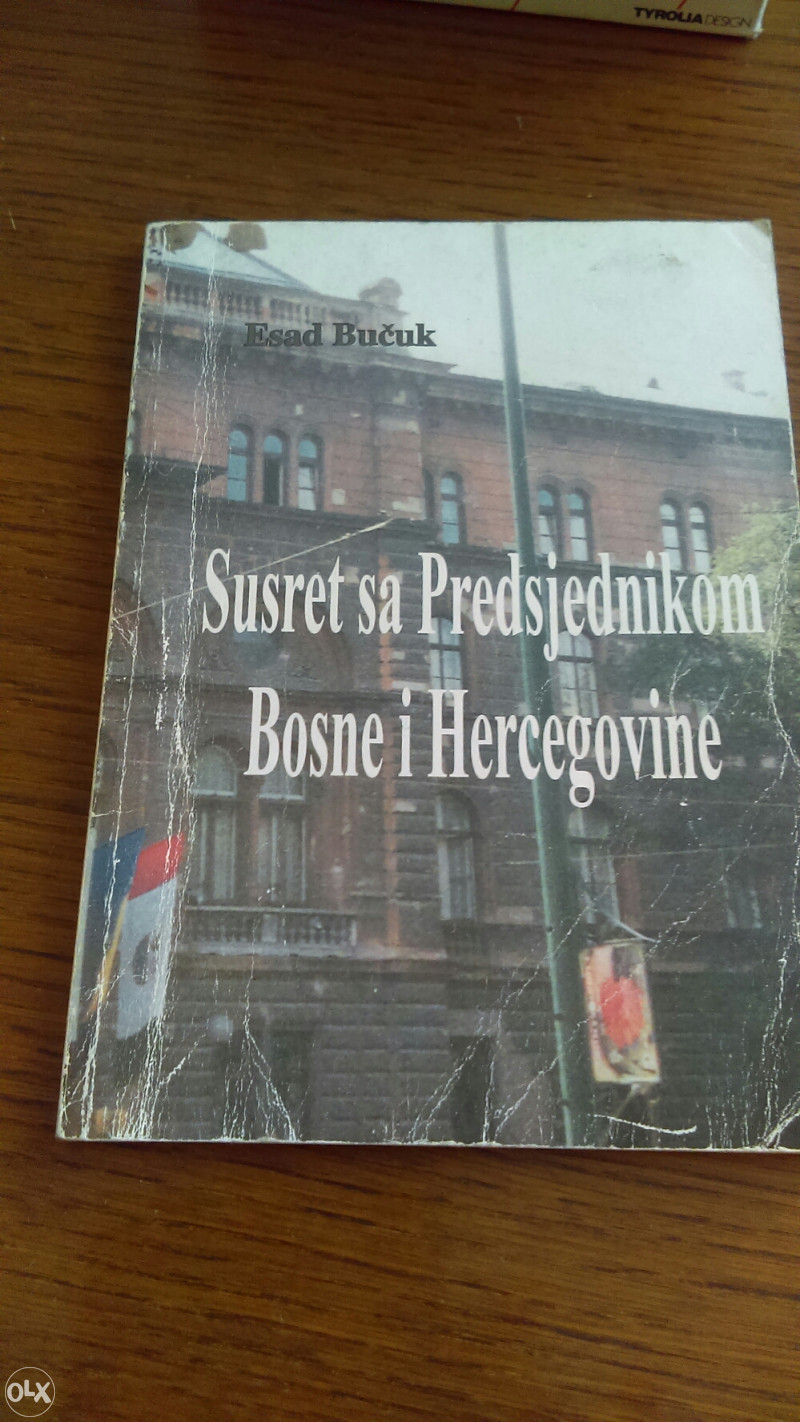 TYROLIA DESIGN
Esad Bučuk
Susret sa Predsjednikom
Bosne i Hercegovine
OLX